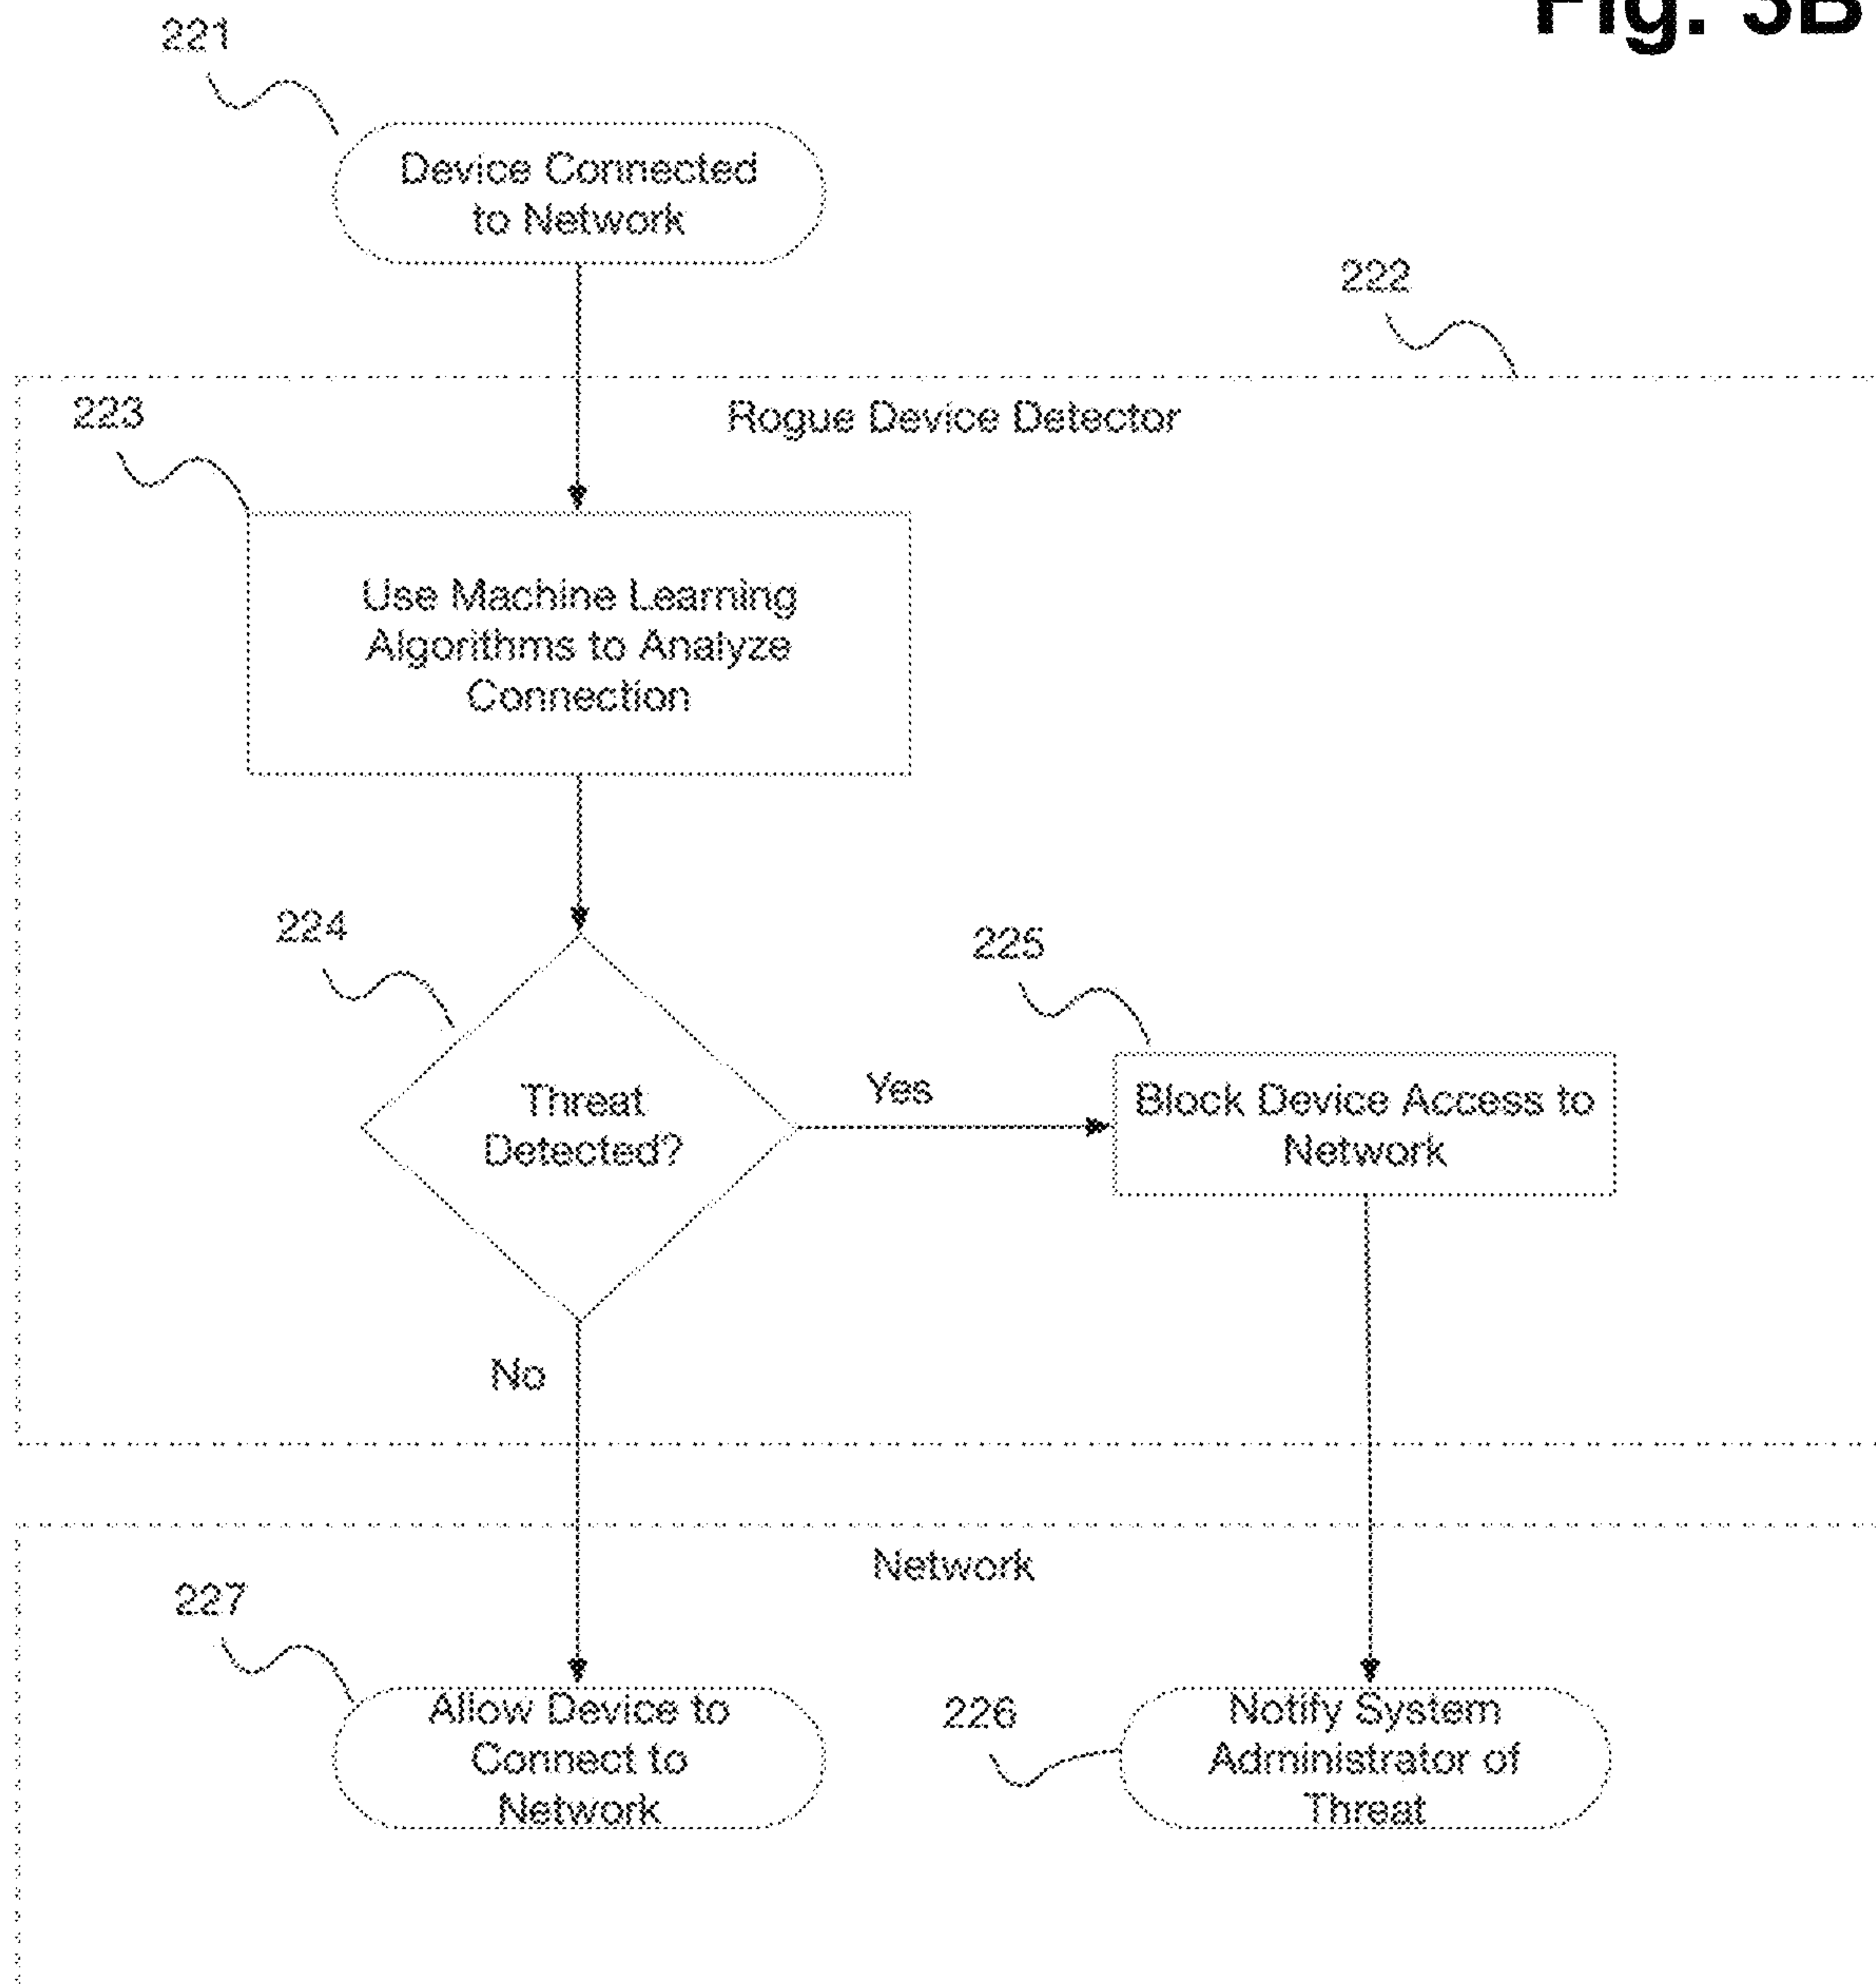 Fig. 3B
221
Device Connected
to Network
222
223
Rogue Device Detector
Use Machine Learning
Algorithms to Analyze
Connection
224
225
Threat
Detected?
Yes
Block Device Access to
Network
No
Network
227
Allow Device to
Connect to
Network
226
Notify System
Administrator of
Threat